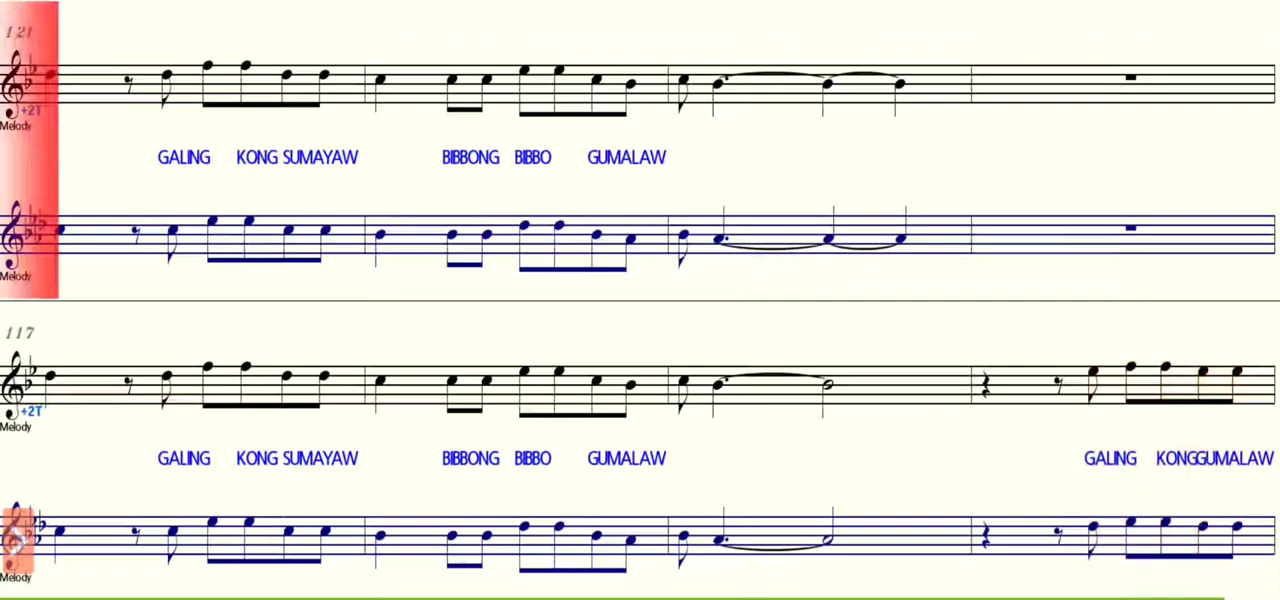 121
+2T
Melody
GALING KONG SUMAYAW BIBBONG BIBBO GUMALAW
Melody
117
+2T
Melody
GALING KONG SUMAYAW BIBBONG BIBBO GUMALAW GALING KONGGUMALAW
Melody